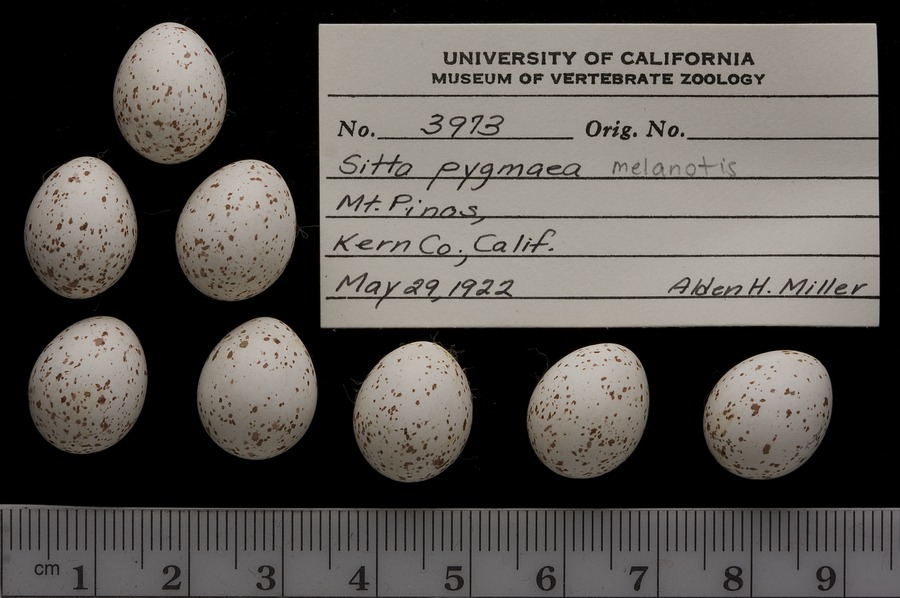 UNIVERSITY OF CALIFORNIA
MUSEUM OF VERTEBRATE ZOOLOGY
No. 3973 Orig. No.
Sitta pygmaea melanotis
Mt. Pinos,
Kern Co., Calif.
May 29, 1922 Alden H. Miller
cm 1 2 3 4 5 6 7 8 9